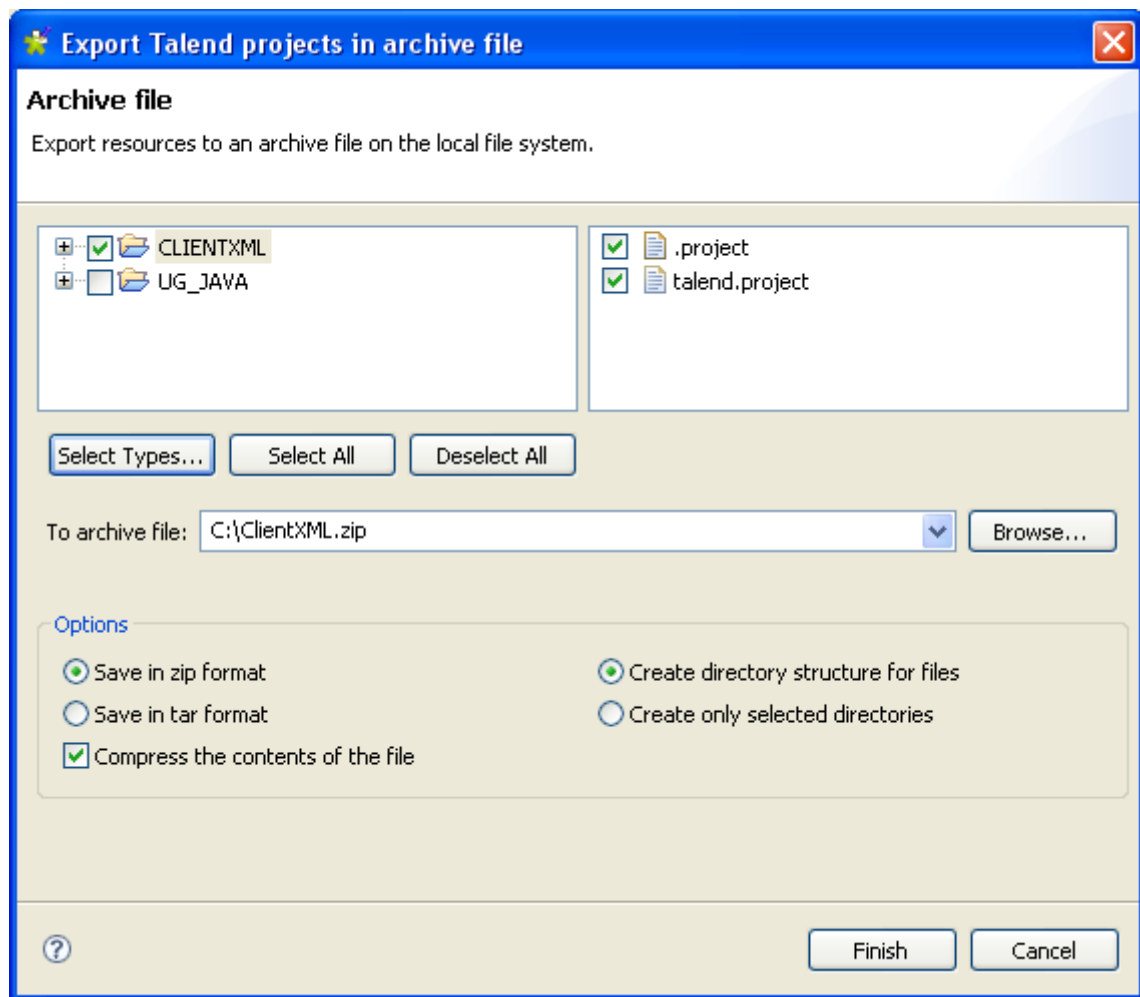 Export Talend projects in archive file
Archive file
Export resources to an archive file on the local file system.
CLIENTXML
UG_JAVA
.project
talend.project
Select Types...
Select All
Deselect All
To archive file:
C:\ClientXML.zip
Browse...
Options
Save in zip format
Create directory structure for files
Save in tar format
Create only selected directories
Compress the contents of the file
?
Finish
Cancel